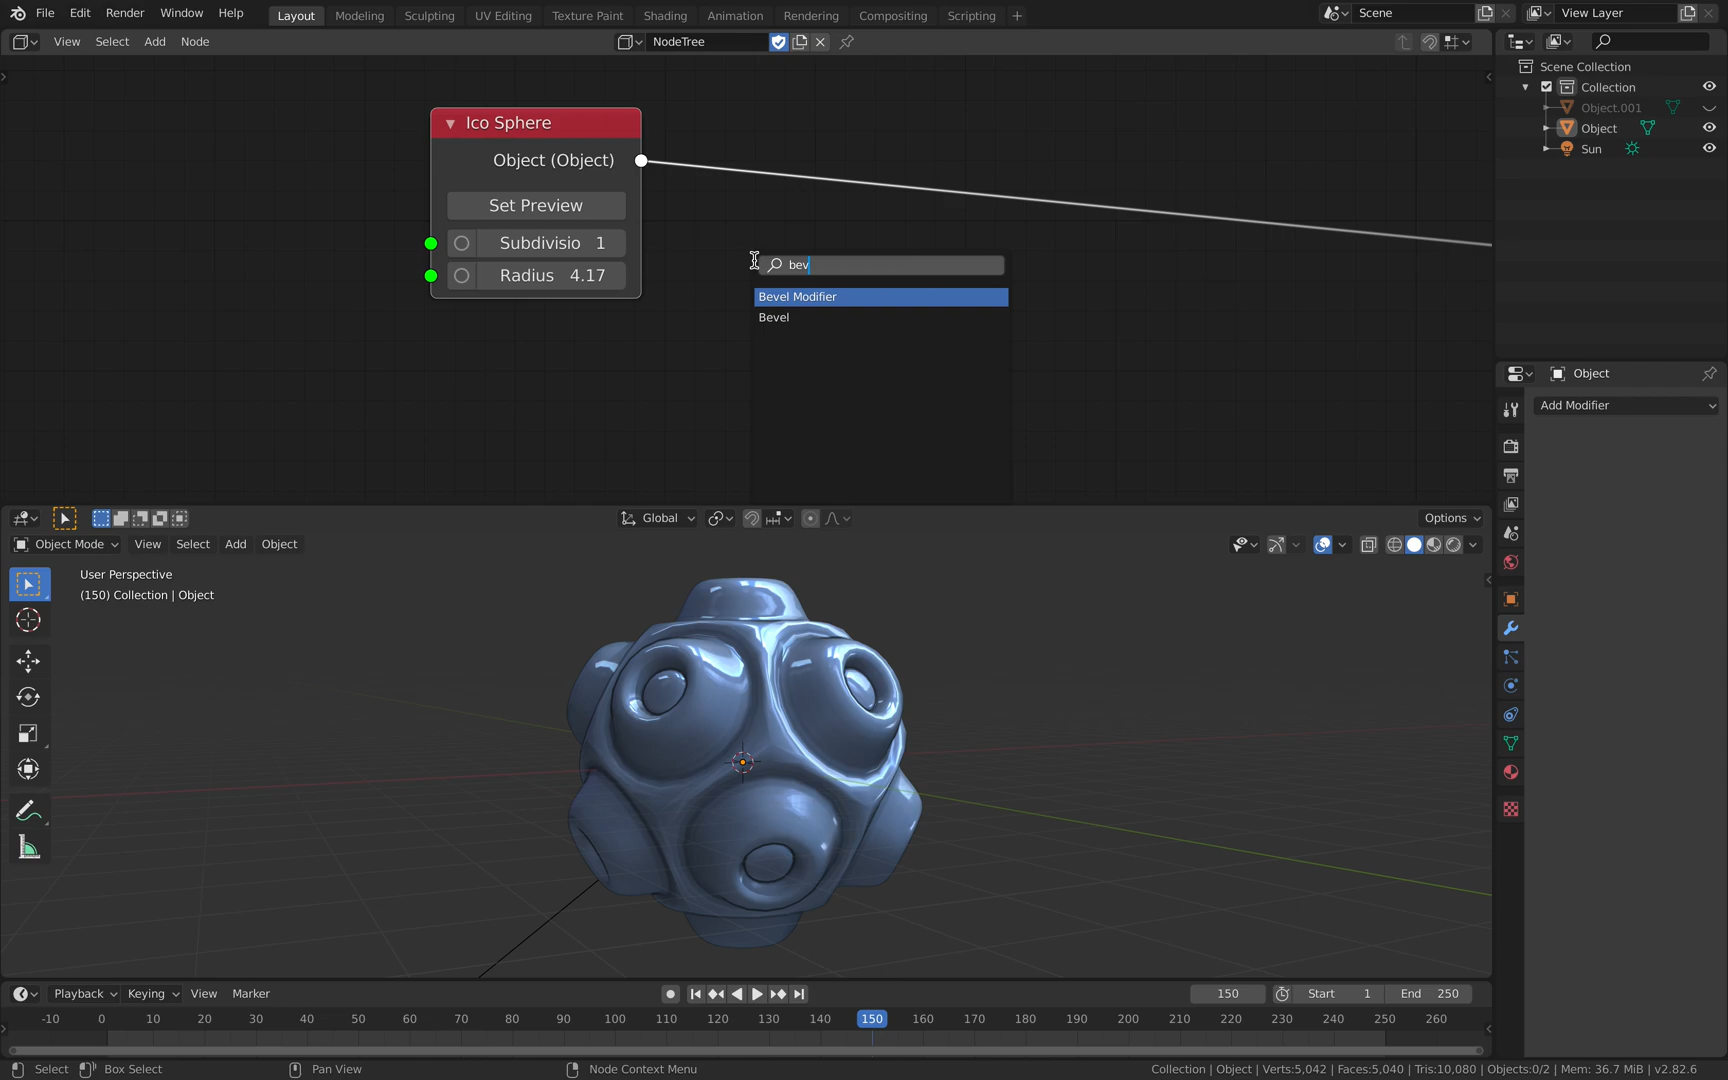 File Edit Render Window Help Layout Modeling Sculpting UV Editing Texture Paint Shading Animation Rendering Compositing Scripting + Scene View Layer
View Select Add Node NodeTree
Scene Collection
Collection
Object.001
Object
Sun
Ico Sphere
Object (Object)
Set Preview
Subdivisio 1
Radius 4.17
bev
Bevel Modifier
Bevel
Object
Add Modifier
Global Options
Object Mode View Select Add Object
User Perspective
(150) Collection | Object
Playback Keying View Marker 150 Start 1 End 250
-10 0 10 20 30 40 50 60 70 80 90 100 110 120 130 140 150 160 170 180 190 200 210 220 230 240 250 260
Select Box Select Pan View Node Context Menu Collection | Object | Verts:5,042 | Faces:5,040 | Tris:10,080 | Objects:0/2 | Mem: 36.7 MiB | v2.82.6